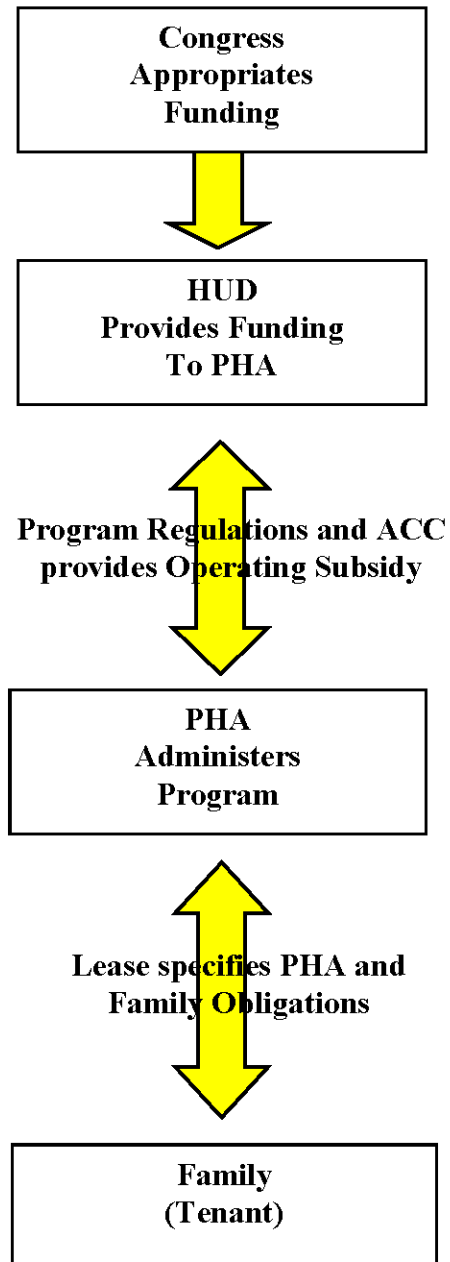 Congress
Appropriates
Funding
HUD
Provides Funding
To PHA
Program Regulations and ACC
provides Operating Subsidy
PHA
Administers
Program
Lease specifies PHA and
Family Obligations
Family
(Tenant)